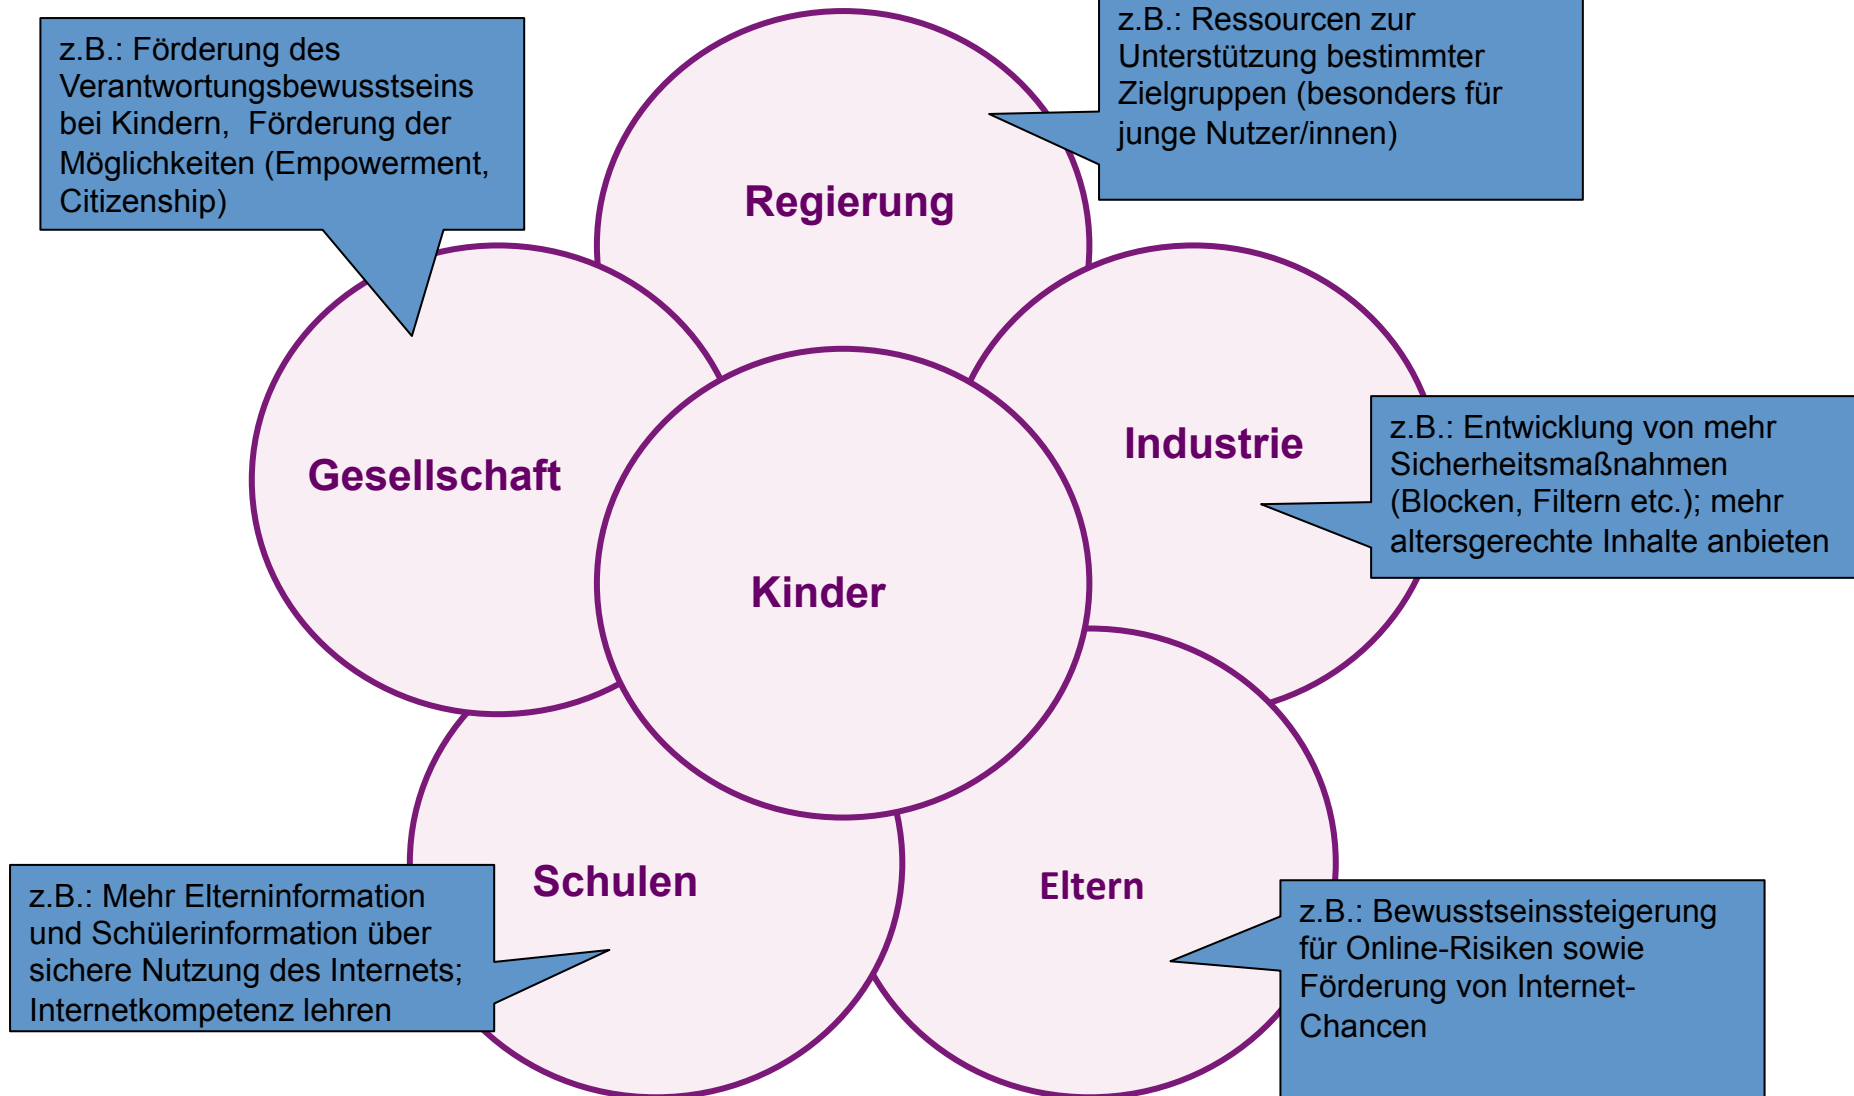 z.B.: Förderung des
Verantwortungsbewusstseins
bei Kindern,  Förderung der
Möglichkeiten (Empowerment,
Citizenship)
z.B.: Ressourcen zur
Unterstützung bestimmter
Zielgruppen (besonders für
junge Nutzer/innen)
Regierung
Gesellschaft
Industrie
z.B.: Entwicklung von mehr
Sicherheitsmaßnahmen
(Blocken, Filtern etc.); mehr
altersgerechte Inhalte anbieten
Kinder
Schulen
Eltern
z.B.: Mehr Elterninformation
und Schülerinformation über
sichere Nutzung des Internets;
Internetkompetenz lehren
z.B.: Bewusstseinssteigerung
für Online-Risiken sowie
Förderung von Internet-
Chancen